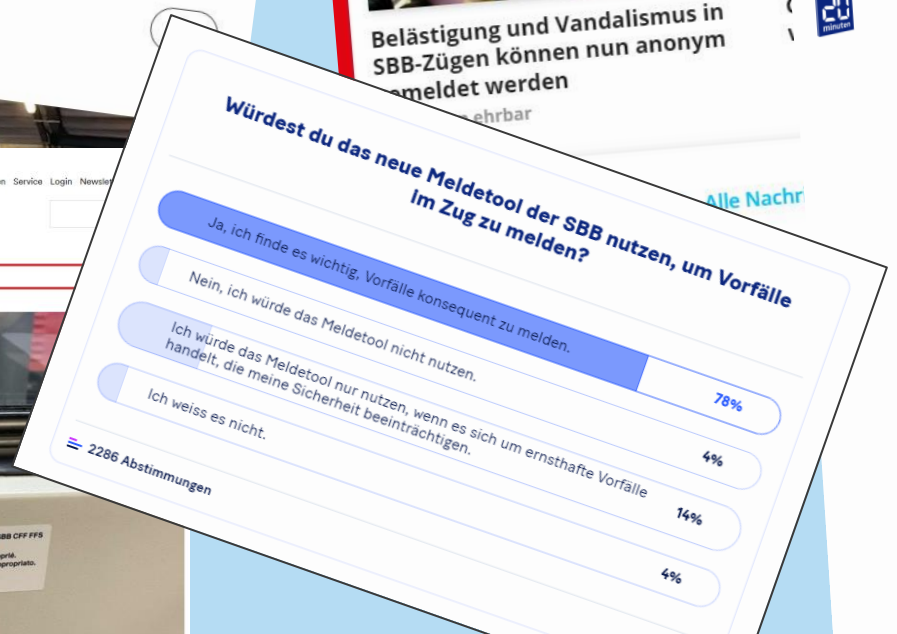 Belästigung und Vandalismus in
SBB-Zügen können nun anonym
gemeldet werden
ehrbar
20
minuten
Alle Nachr
Service Login Newslet
Würdest du das neue Meldetool der SBB nutzen, um Vorfälle
im Zug zu melden?
Ja, ich finde es wichtig, Vorfälle konsequent zu melden.
78%
Nein, ich würde das Meldetool nicht nutzen.
4%
Ich würde das Meldetool nur nutzen, wenn es sich um ernsthafte Vorfälle
handelt, die meine Sicherheit beeinträchtigen.
14%
Ich weiss es nicht.
4%
2286 Abstimmungen
SBB CFF FFS